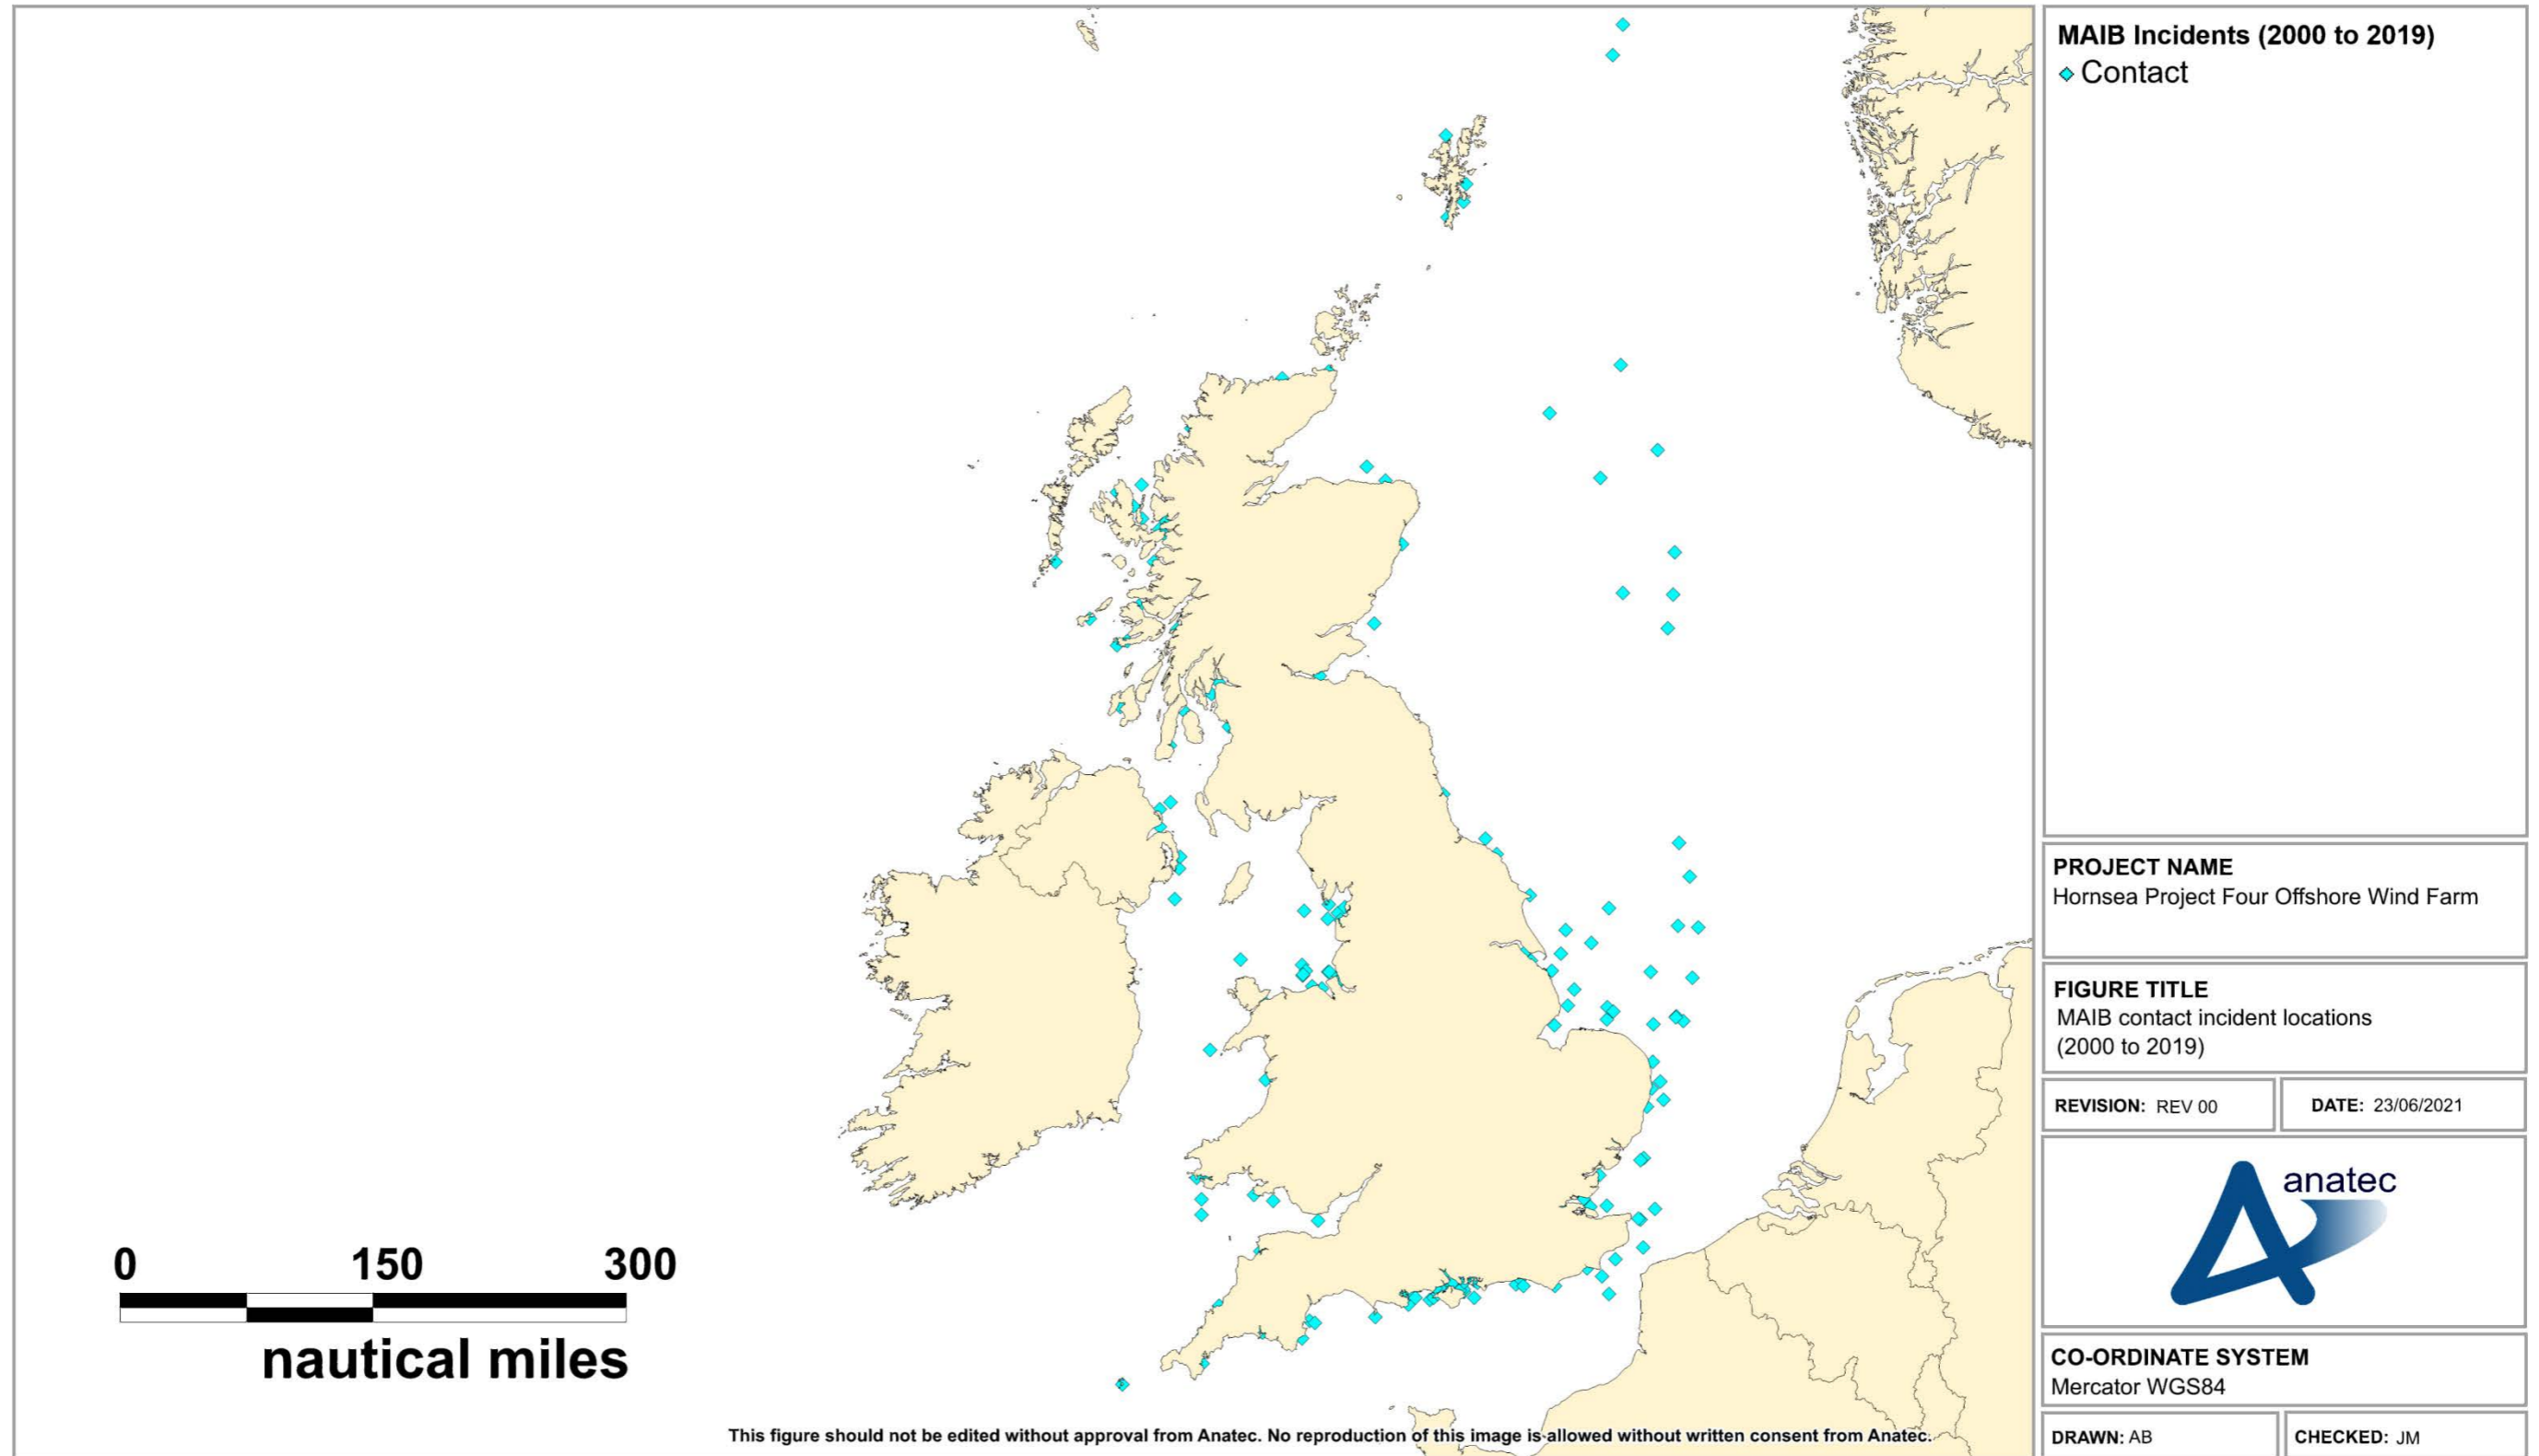 MAIB Incidents (2000 to 2019)
Contact
PROJECT NAME
Hornsea Project Four Offshore Wind Farm
FIGURE TITLE
MAIB contact incident locations
(2000 to 2019)
REVISION: REV 00
DATE: 23/06/2021
anatec
CO-ORDINATE SYSTEM
Mercator WGS84
DRAWN: AB
CHECKED: JM
0 150 300
nautical miles
This figure should not be edited without approval from Anatec. No reproduction of this image is allowed without written consent from Anatec.